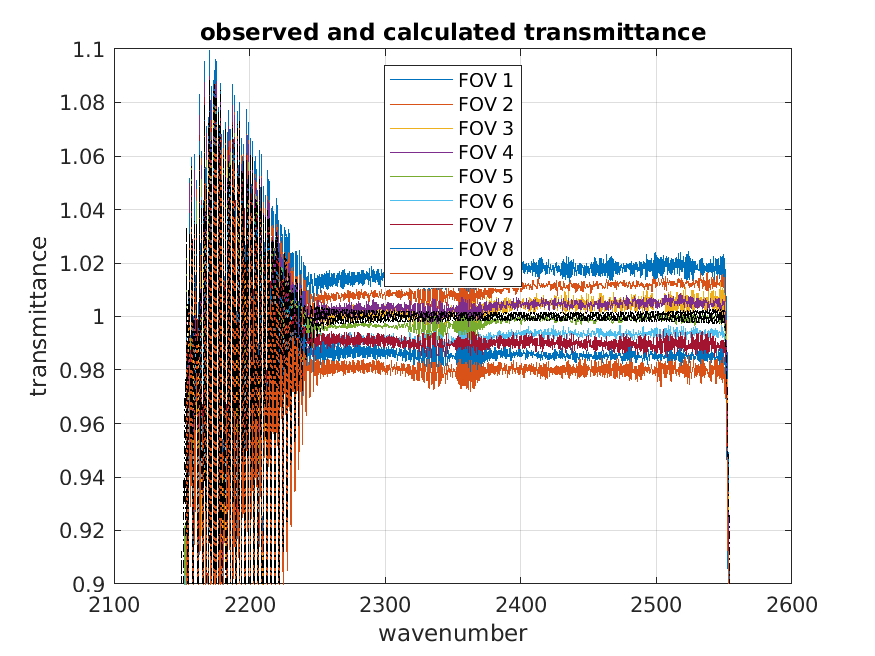 observed and calculated transmittance
1.1
1.08
1.06
1.04
1.02
1
0.98
0.96
0.94
0.92
0.9
transmittance
FOV 1
FOV 2
FOV 3
FOV 4
FOV 5
FOV 6
FOV 7
FOV 8
FOV 9
2100 2200 2300 2400 2500 2600
wavenumber